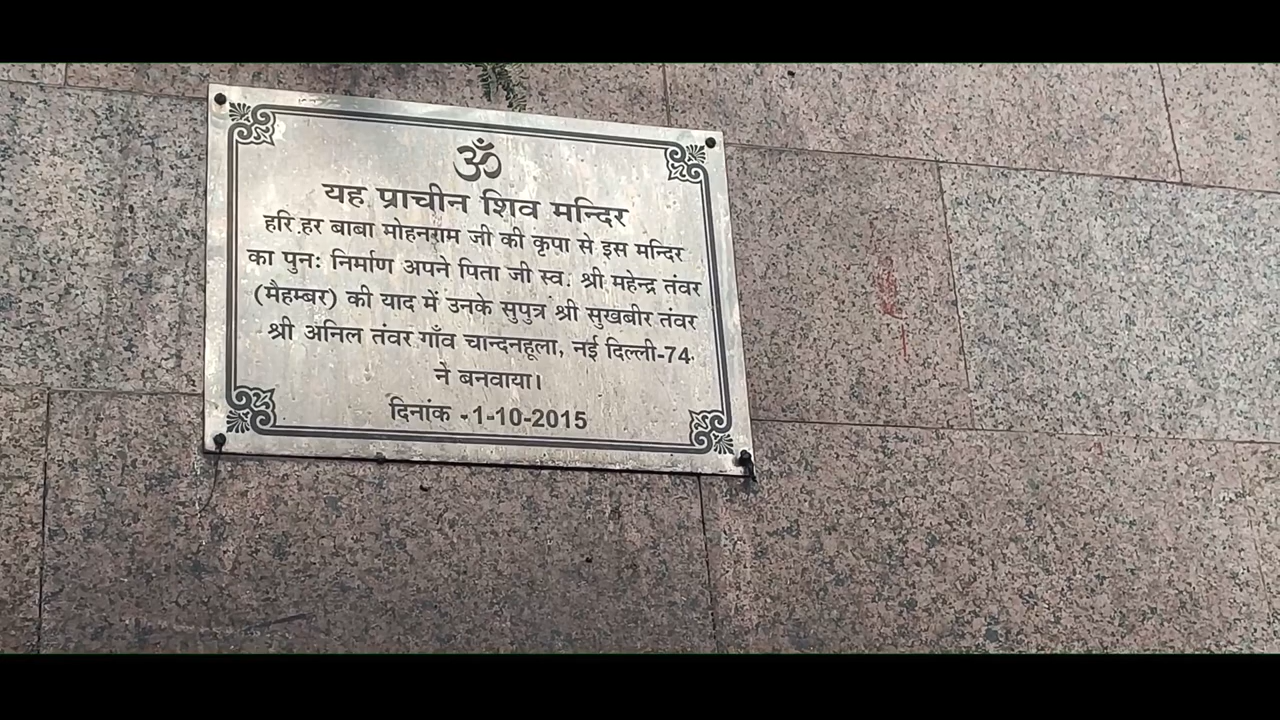 ॐ
यह प्राचीन शिव मन्दिर
हरि हर बाबा मोहनराम जी की कृपा से इस मन्दिर
का पुनः निर्माण अपने पिता जी स्व. श्री महेन्द्र तंवर
(मैहम्बर) की याद में उनके सुपुत्र श्री सुखबीर तंवर
श्री अनिल तंवर गाँव चान्दनहूला, नई दिल्ली-74
ने बनवाया।
दिनांक -1-10-2015